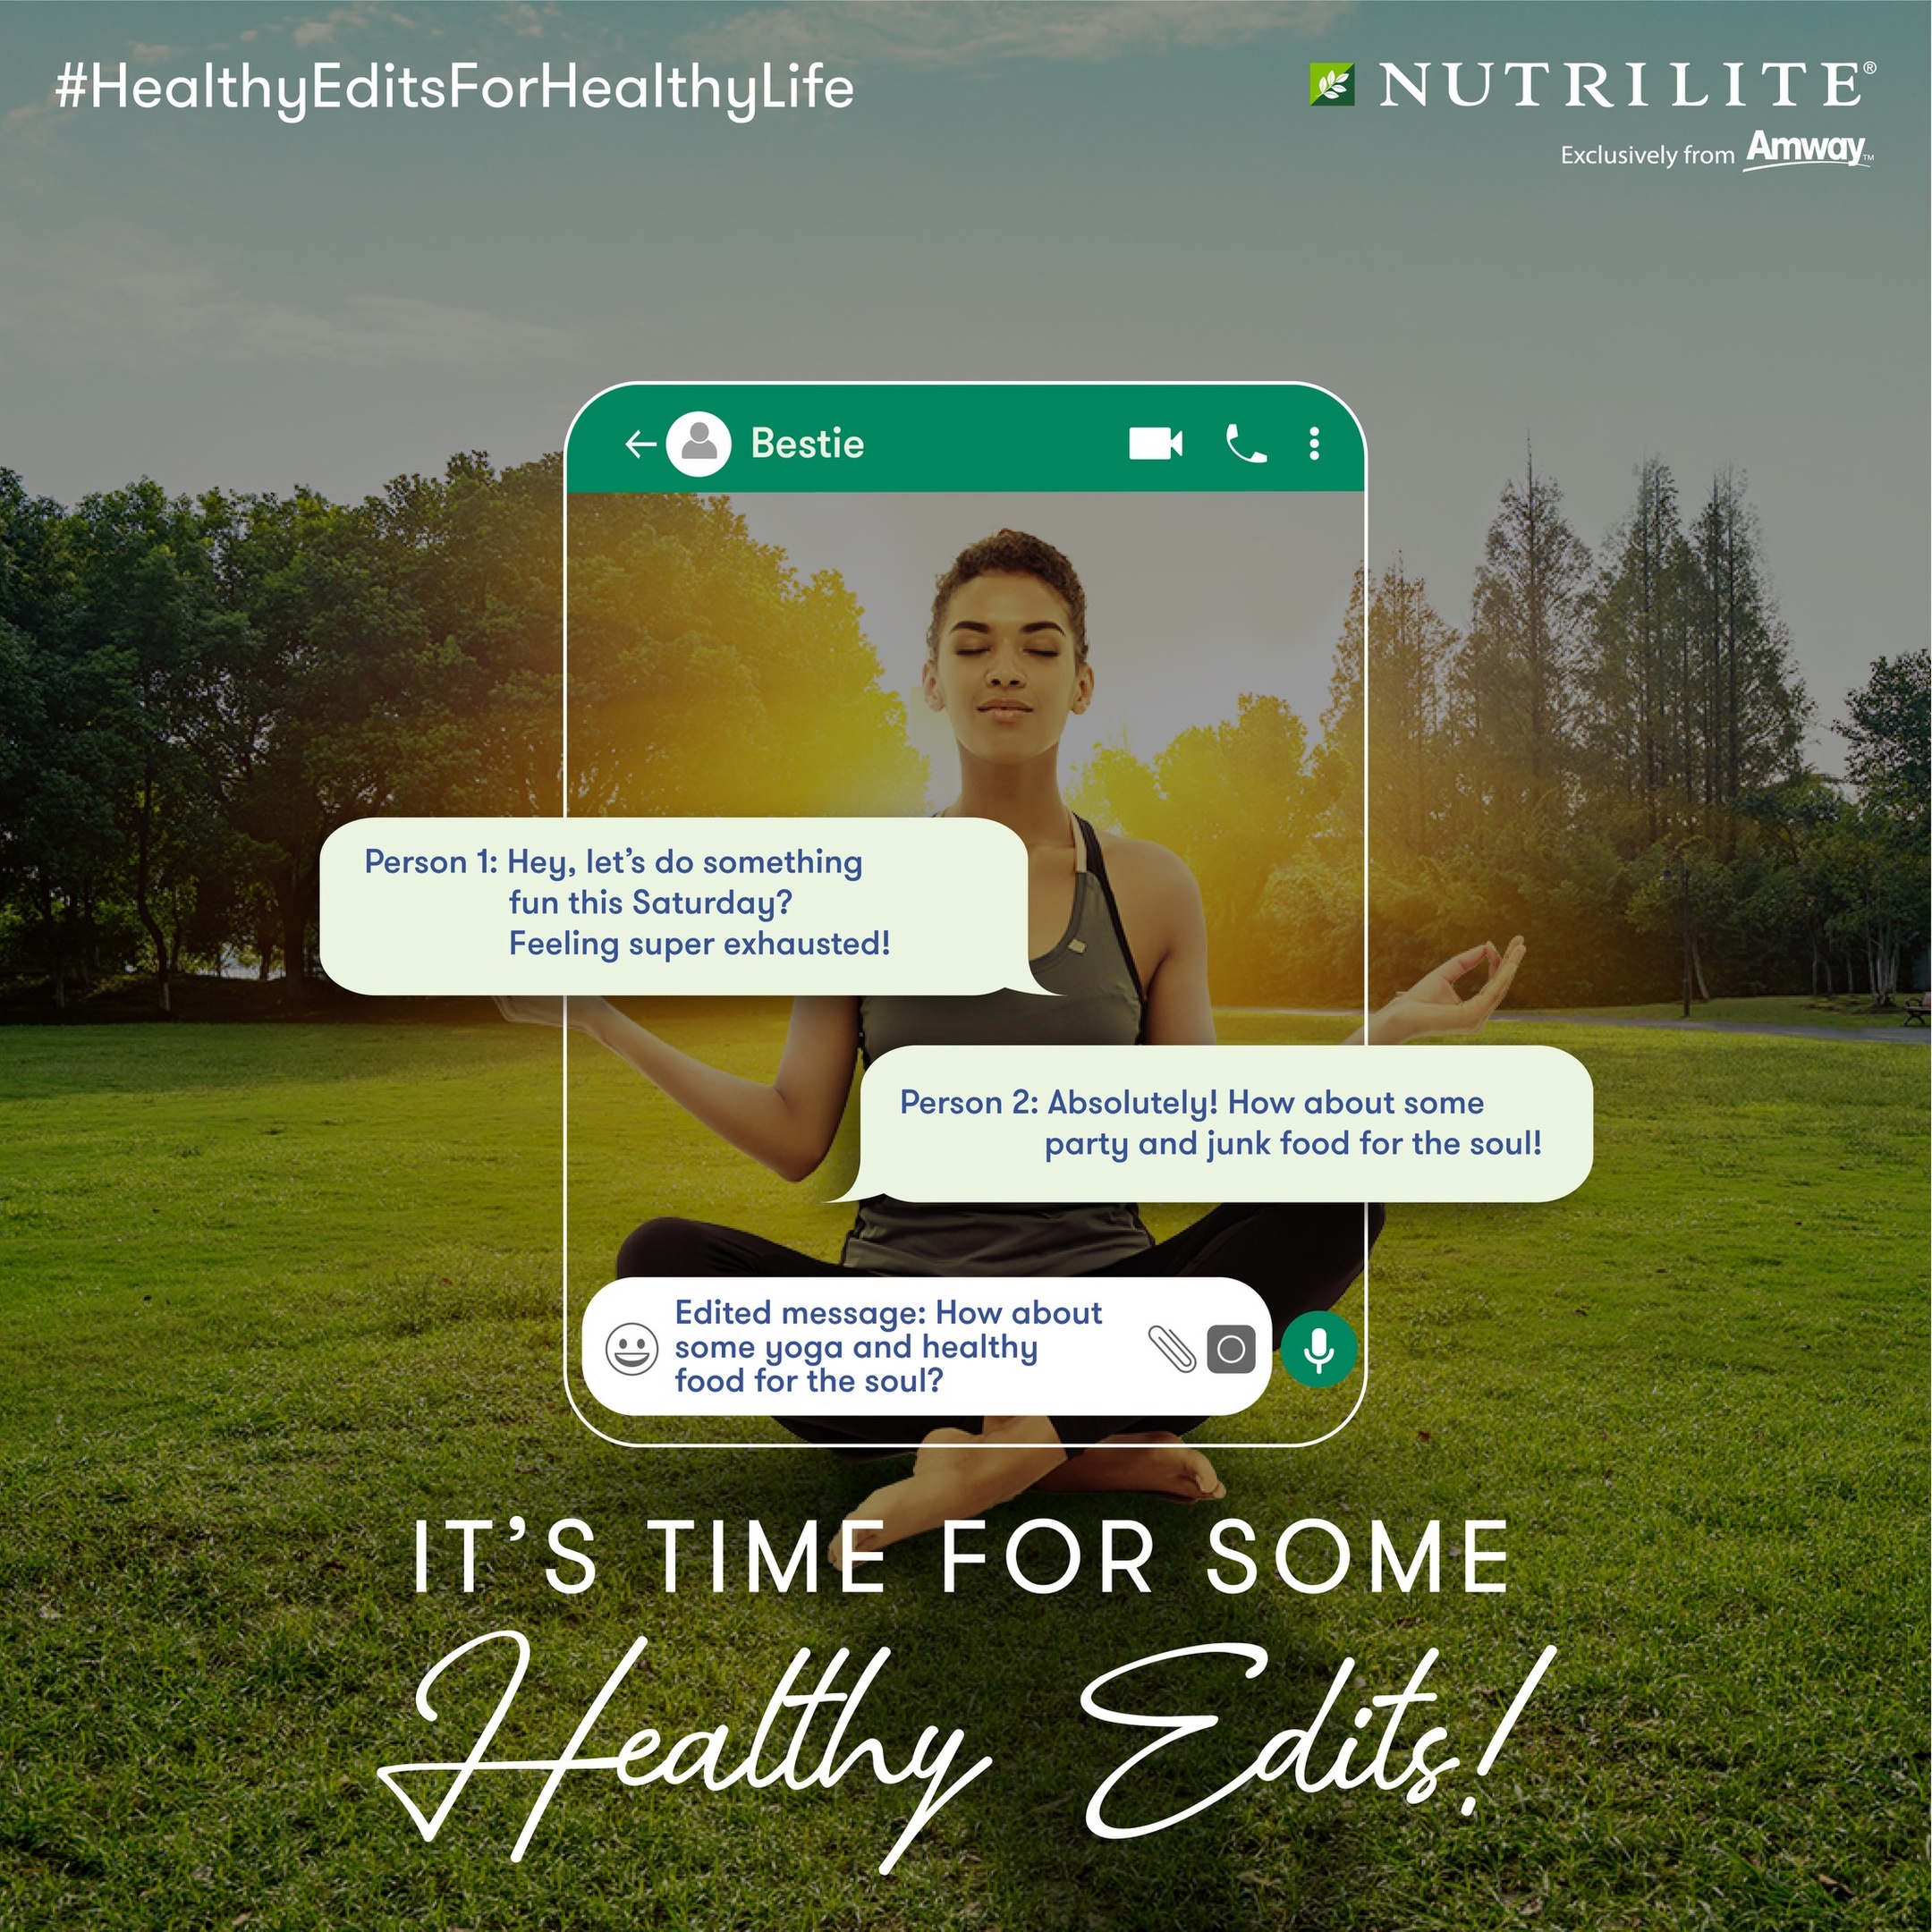 #HealthyEditsForHealthyLife
NUTRILITE®
Exclusively from Amway™
Bestie
Person 1: Hey, let's do something
fun this Saturday?
Feeling super exhausted!
Person 2: Absolutely! How about some
party and junk food for the soul!
Edited message: How about
some yoga and healthy
food for the soul?
IT'S TIME FOR SOME
Healthy Edits!